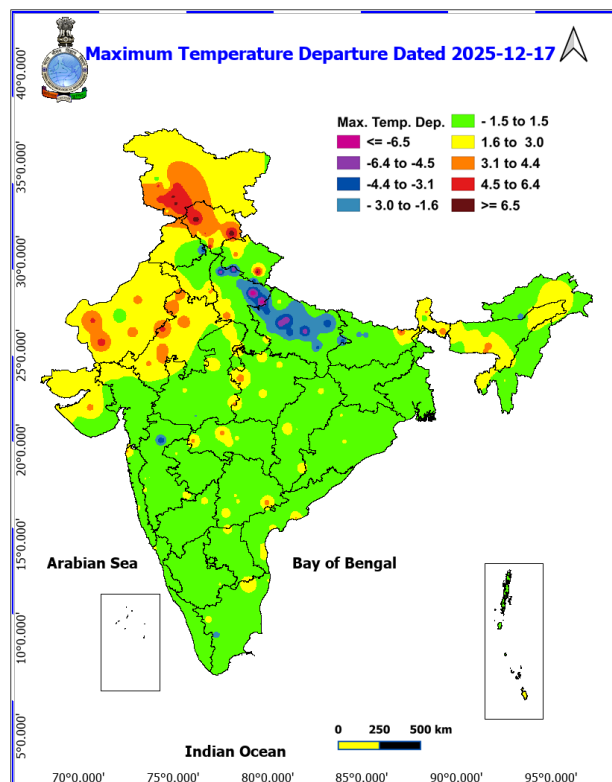 Maximum Temperature Departure Dated 2025-12-17
Max. Temp. Dep.
<= -6.5
-6.4 to -4.5
-4.4 to -3.1
- 3.0 to -1.6
- 1.5 to 1.5
1.6 to 3.0
3.1 to 4.4
4.5 to 6.4
>= 6.5
40°0.000'
35°0.000'
30°0.000'
25°0.000'
20°0.000'
15°0.000'
10°0.000'
5°0.000'
Arabian Sea
Bay of Bengal
Indian Ocean
0 250 500 km
70°0.000' 75°0.000' 80°0.000' 85°0.000' 90°0.000' 95°0.000'